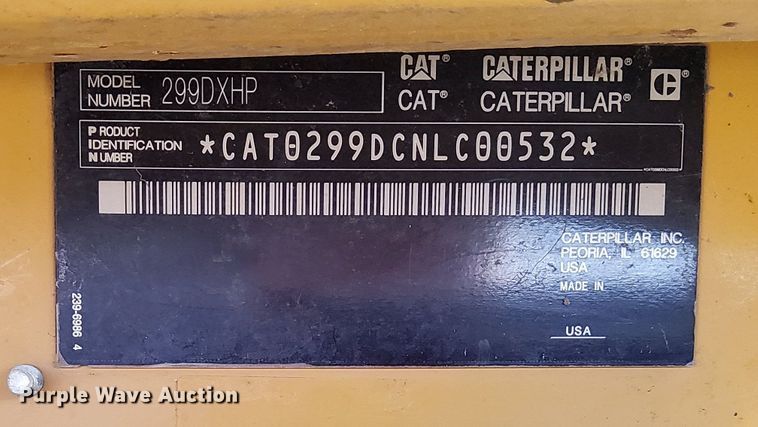 CAT® CATERPILLAR® C®
CAT® CATERPILLAR®
MODEL NUMBER 299DXHP
PRODUCT IDENTIFICATION NUMBER *CAT0299DCNLC00532*
CATERPILLAR INC.
PEORIA, IL 61629
USA
MADE IN
USA
239-6986 4
Purple Wave Auction